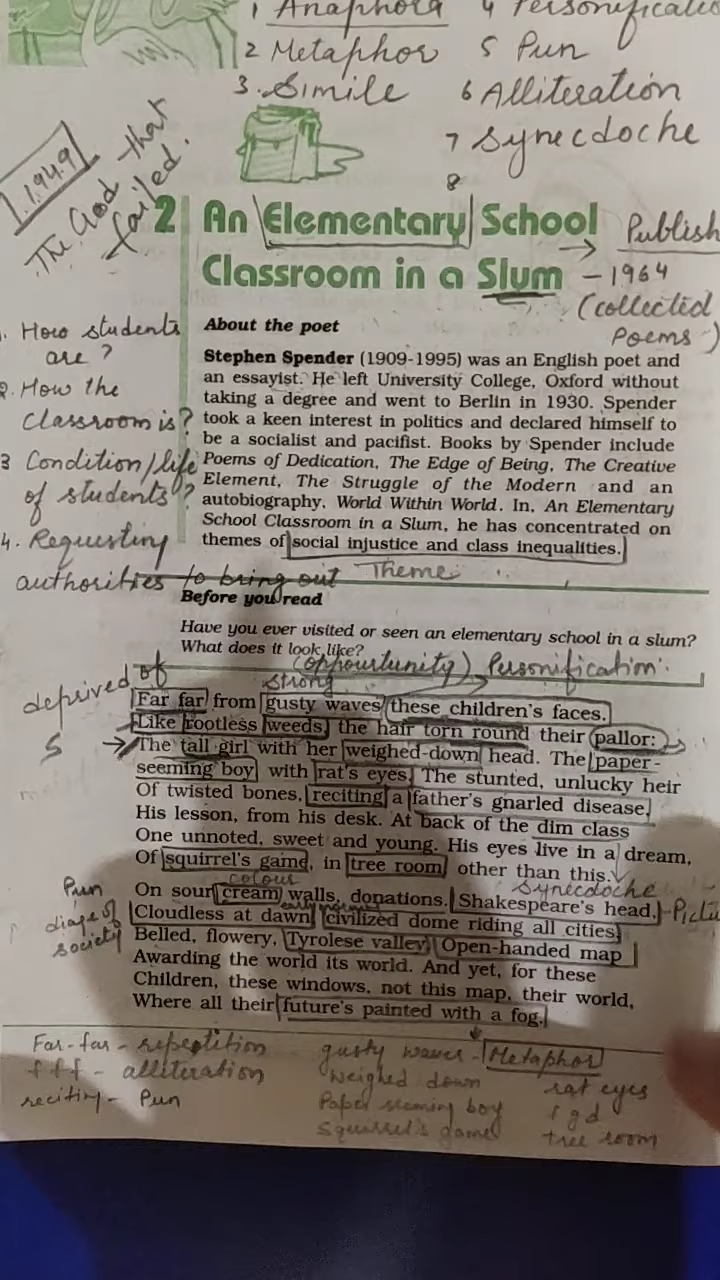 1 Anaphora 4 Personificatio
2 Metaphor 5 Pun
3. Simile 6 Alliteration
7 Synecdoche
8
1949
The God that
failed.
2 An Elementary School
Classroom in a Slum
→ Publish
– 1964
(collected
Poems)
1. How students
are?
2. How the
Classroom is?
3 Condition/life
of students?
4. Requesting
authorities to bring out
About the poet
Stephen Spender (1909-1995) was an English poet and
an essayist. He left University College, Oxford without
taking a degree and went to Berlin in 1930. Spender
took a keen interest in politics and declared himself to
be a socialist and pacifist. Books by Spender include
Poems of Dedication, The Edge of Being, The Creative
Element, The Struggle of the Modern and an
autobiography, World Within World. In, An Elementary
School Classroom in a Slum, he has concentrated on
themes of social injustice and class inequalities.
Theme
Before you read
Have you ever visited or seen an elementary school in a slum?
What does it look like?
(oppourtunity) Personification
deprived of
strong
Far far from gusty waves these children's faces.
Like rootless weeds, the hair torn round their pallor:
S
The tall girl with her weighed-down head. The paper-
seeming boy, with rat's eyes. The stunted, unlucky heir
Of twisted bones, reciting a father's gnarled disease,
His lesson, from his desk. At back of the dim class
One unnoted, sweet and young. His eyes live in a dream,
Of squirrel's game, in tree room, other than this.
colour
Synecdoche
Pun
On sour cream walls, donations. Shakespeare's head,
Pictu
Cloudless at dawn, civilized dome riding all cities.
society
Belled, flowery, Tyrolese valley. Open-handed map
Awarding the world its world. And yet, for these
Children, these windows, not this map, their world,
Where all their future's painted with a fog,
Far-far - repetition
fff - alliteration
reciting - Pun
gusty waves - Metaphor
weighed down
Paper seeming boy
Squirrel's game
rat eyes
f g d
tree room